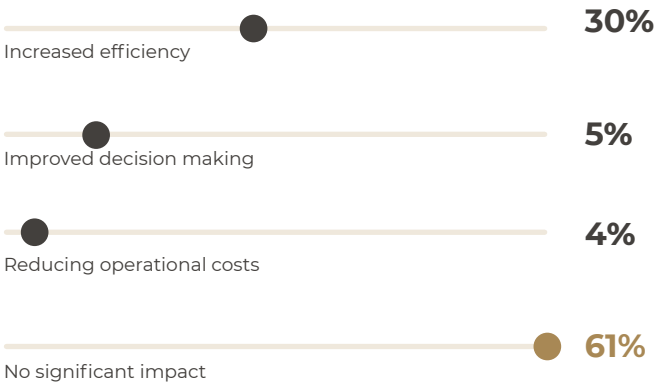 30%
Increased efficiency
5%
Improved decision making
4%
Reducing operational costs
61%
No significant impact